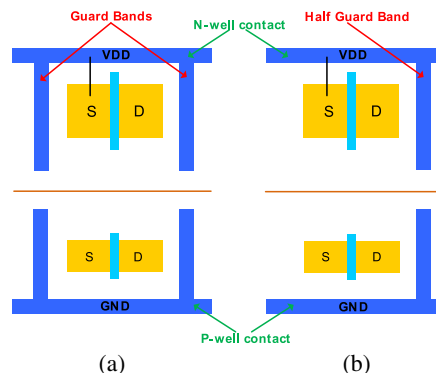 Guard Bands
N-well contact
Half Guard Band
VDD
VDD
S
D
S
D
S
D
S
D
GND
GND
P-well contact
(a)
(b)